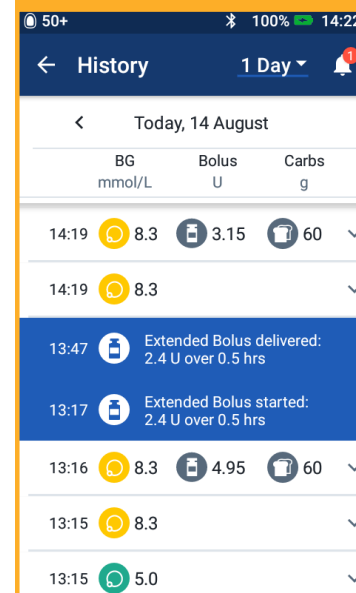 50+ 100% 14:22
History 1 Day 1
Today, 14 August
BG Bolus Carbs
mmol/L U g
14:19 8.3 3.15 60
14:19 8.3
13:47 Extended Bolus delivered:
2.4 U over 0.5 hrs
13:17 Extended Bolus started:
2.4 U over 0.5 hrs
13:16 8.3 4.95 60
13:15 8.3
13:15 5.0